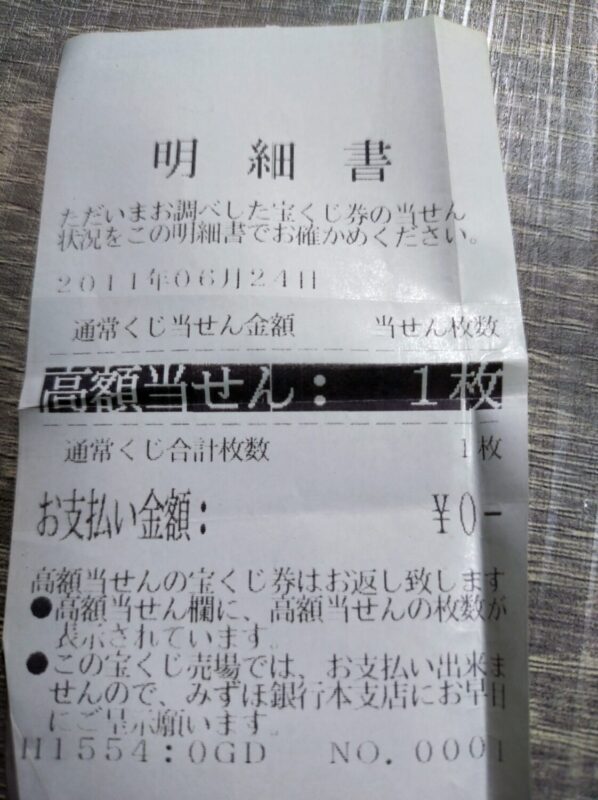 明細書
ただいまお調べした宝くじ券の当せん
状況をこの明細書でお確かめください。
2011年06月24日
通常くじ当せん金額 当せん枚数
高額当せん： 1枚
通常くじ合計枚数 1枚
お支払い金額： ¥0-
高額当せんの宝くじ券はお返し致します
●高額当せん欄に、高額当せんの枚数が
表示されています。
●この宝くじ売場では、お支払い出来ま
せんので、みずほ銀行本支店にお早目
にご呈示願います。
H1554:0GD NO.0001